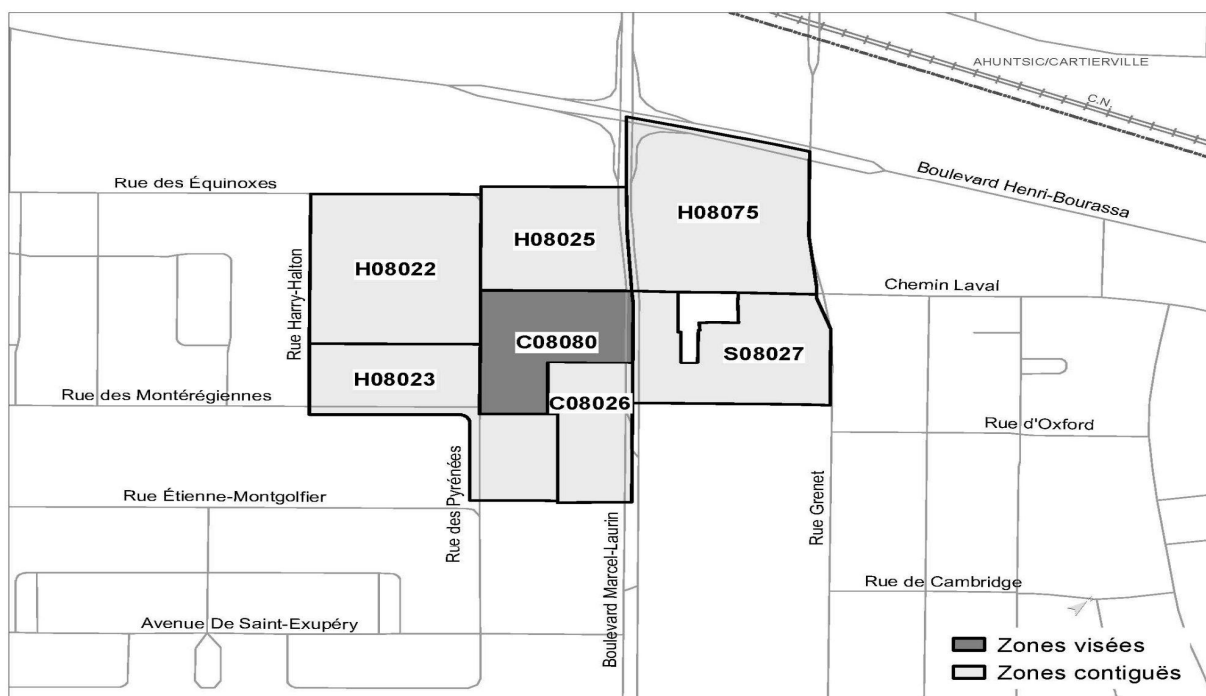 AHUNTSIC/CARTIERVILLE
C.N.
Rue des Équinoxes
Boulevard Henri-Bourassa
H08075
H08025
H08022
Rue Harry-Halton
Chemin Laval
C08080
S08027
H08023
Rue des Montérégiennes
C08026
Rue d'Oxford
Rue des Pyrénées
Rue Étienne-Montgolfier
Boulevard Marcel-Laurin
Rue Grenet
Rue de Cambridge
Avenue De Saint-Exupéry
Zones visées
Zones contiguës